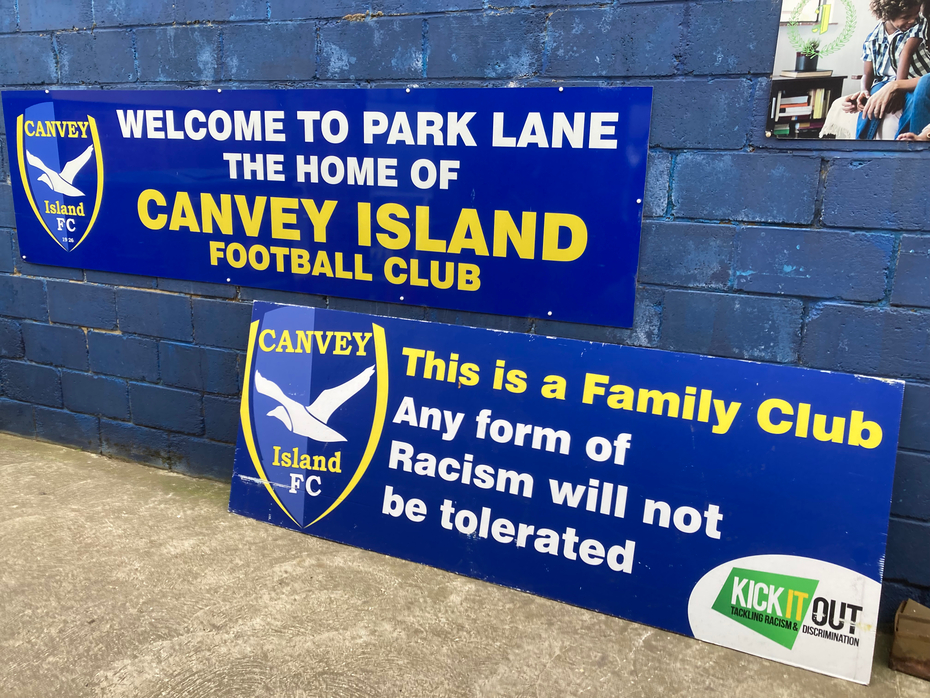 CANVEY
Island
FC
1926
WELCOME TO PARK LANE
THE HOME OF
CANVEY ISLAND
FOOTBALL CLUB
CANVEY
Island
FC
This is a Family Club
Any form of
Racism will not
be tolerated
KICK IT OUT
TACKLING RACISM & DISCRIMINATION